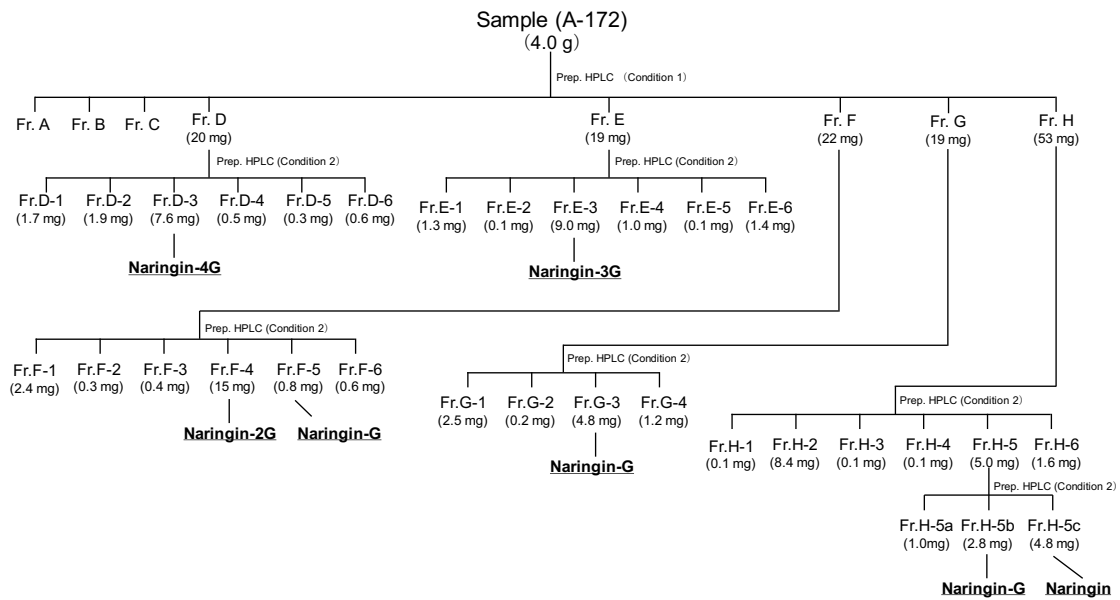 Sample (A-172)
(4.0 g)
Prep. HPLC （Condition 1）
Fr. A
Fr. B
Fr. C
Fr. D
(20 mg)
Fr. E
(19 mg)
Fr. F
(22 mg)
Fr. G
(19 mg)
Fr. H
(53 mg)
Prep. HPLC (Condition 2）
Fr.D-1
(1.7 mg)
Fr.D-2
(1.9 mg)
Fr.D-3
(7.6 mg)
Fr.D-4
(0.5 mg)
Fr.D-5
(0.3 mg)
Fr.D-6
(0.6 mg)
Naringin-4G
Prep. HPLC (Condition 2）
Fr.E-1
(1.3 mg)
Fr.E-2
(0.1 mg)
Fr.E-3
(9.0 mg)
Fr.E-4
(1.0 mg)
Fr.E-5
(0.1 mg)
Fr.E-6
(1.4 mg)
Naringin-3G
Prep. HPLC (Condition 2）
Fr.F-1
(2.4 mg)
Fr.F-2
(0.3 mg)
Fr.F-3
(0.4 mg)
Fr.F-4
(15 mg)
Fr.F-5
(0.8 mg)
Fr.F-6
(0.6 mg)
Naringin-2G
Naringin-G
Prep. HPLC (Condition 2）
Fr.G-1
(2.5 mg)
Fr.G-2
(0.2 mg)
Fr.G-3
(4.8 mg)
Fr.G-4
(1.2 mg)
Naringin-G
Prep. HPLC (Condition 2）
Fr.H-1
(0.1 mg)
Fr.H-2
(8.4 mg)
Fr.H-3
(0.1 mg)
Fr.H-4
(0.1 mg)
Fr.H-5
(5.0 mg)
Fr.H-6
(1.6 mg)
Prep. HPLC (Condition 2）
Fr.H-5a
(1.0mg)
Fr.H-5b
(2.8 mg)
Fr.H-5c
(4.8 mg)
Naringin-G
Naringin